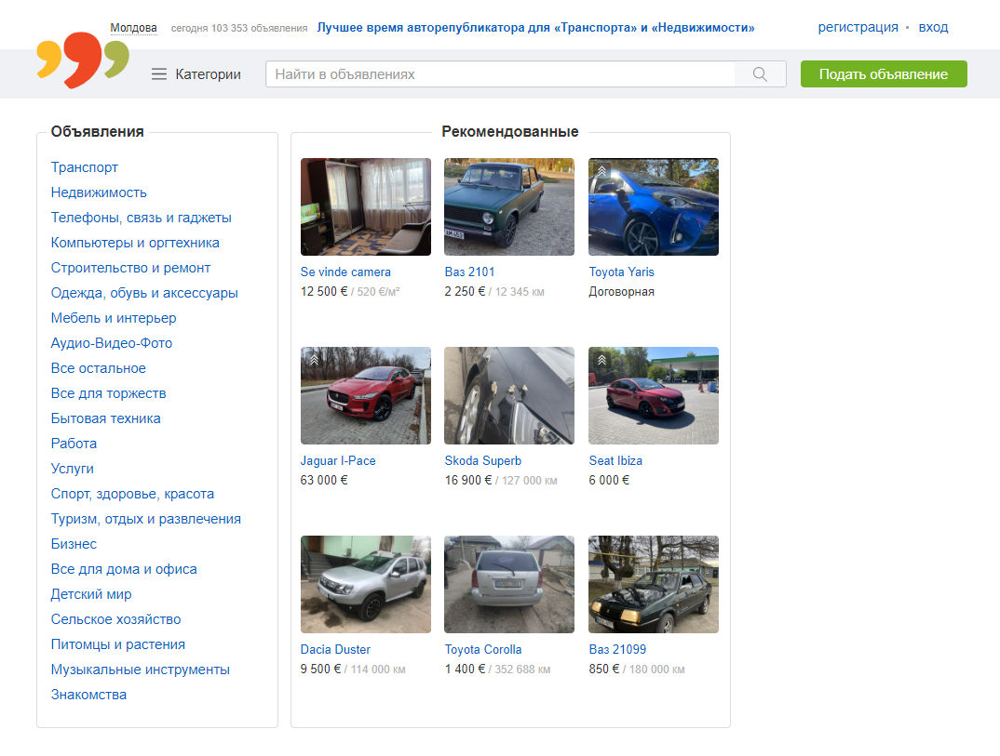 Молдова сегодня 103 353 объявления Лучшее время авторепубликатора для «Транспорта» и «Недвижимости» регистрация • вход
Категории Найти в объявлениях Подать объявление
Объявления
Транспорт
Недвижимость
Телефоны, связь и гаджеты
Компьютеры и оргтехника
Строительство и ремонт
Одежда, обувь и аксессуары
Мебель и интерьер
Аудио-Видео-Фото
Все остальное
Все для торжеств
Бытовая техника
Работа
Услуги
Спорт, здоровье, красота
Туризм, отдых и развлечения
Бизнес
Все для дома и офиса
Детский мир
Сельское хозяйство
Питомцы и растения
Музыкальные инструменты
Знакомства
Рекомендованные
Se vinde camera
12 500 € / 520 €/м²
Ваз 2101
2 250 € / 12 345 км
Toyota Yaris
Договорная
Jaguar I-Pace
63 000 €
Skoda Superb
16 900 € / 127 000 км
Seat Ibiza
6 000 €
Dacia Duster
9 500 € / 114 000 км
Toyota Corolla
1 400 € / 352 688 км
Ваз 21099
850 € / 180 000 км